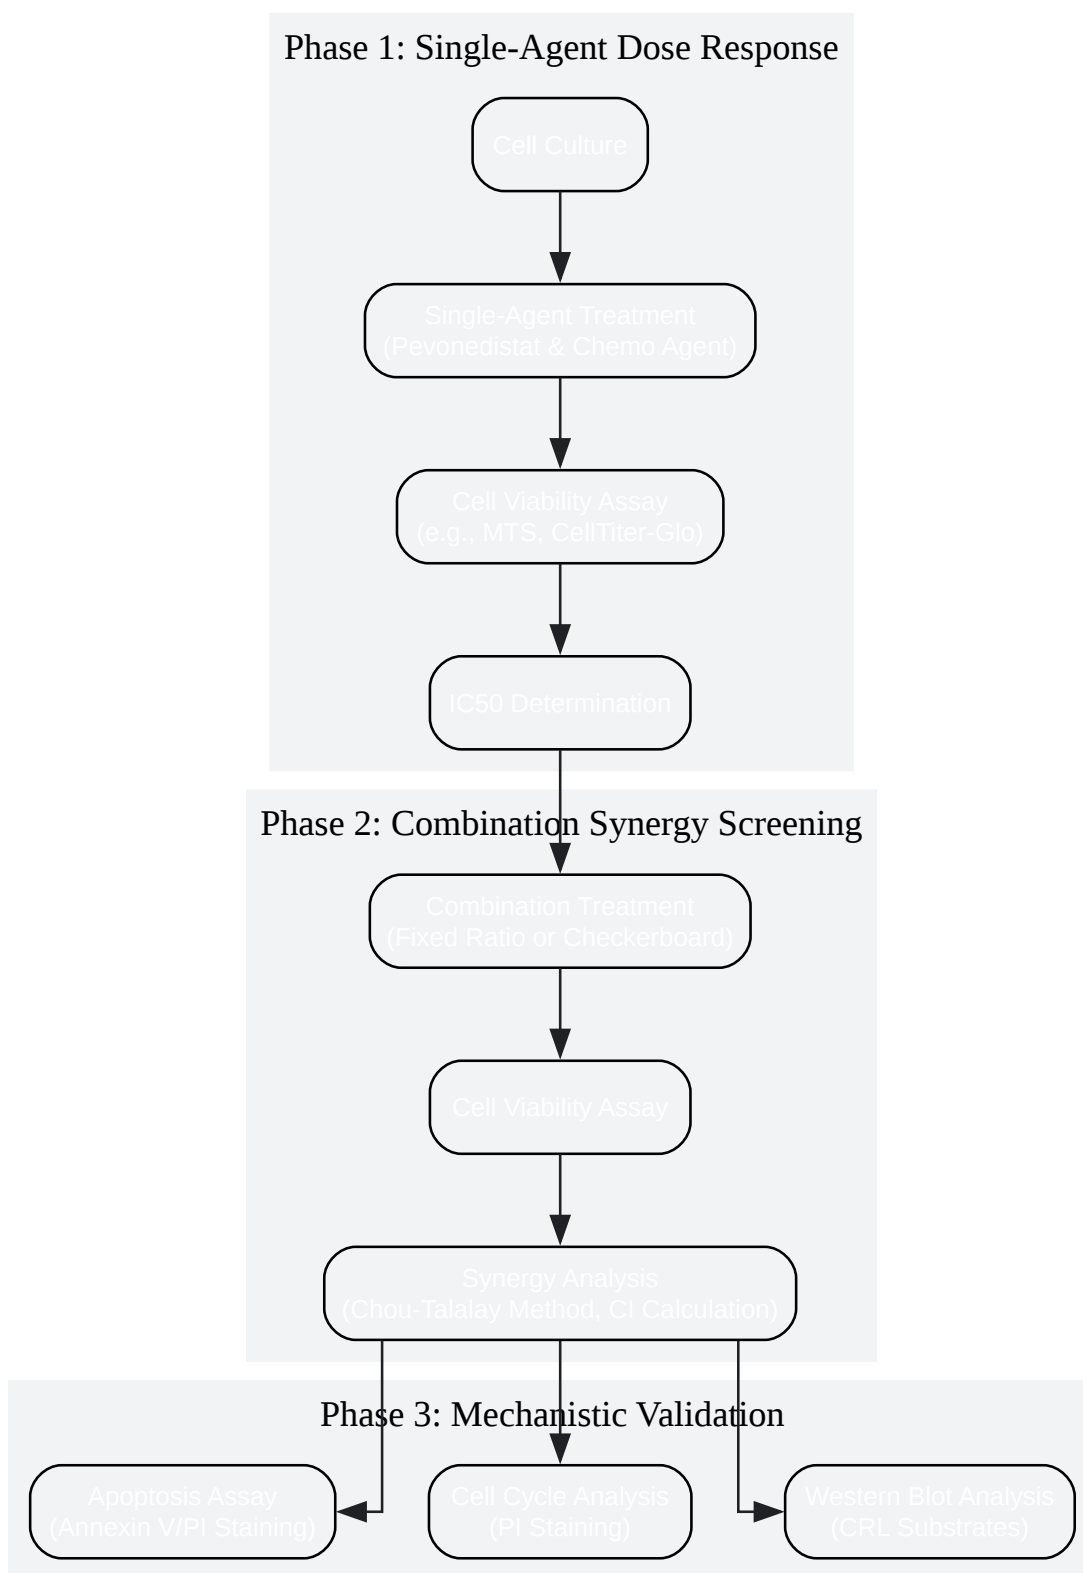 Phase 1: Single-Agent Dose Response
Cell Culture
Single-Agent Treatment
(Pevonedistat & Chemo Agent)
Cell Viability Assay
(e.g., MTS, CellTiter-Glo)
IC50 Determination
Phase 2: Combination Synergy Screening
Combination Treatment
(Fixed Ratio or Checkerboard)
Cell Viability Assay
Synergy Analysis
(Chou-Talalay Method, CI Calculation)
Phase 3: Mechanistic Validation
Apoptosis Assay
(Annexin V/PI Staining)
Cell Cycle Analysis
(PI Staining)
Western Blot Analysis
(CRL Substrates)